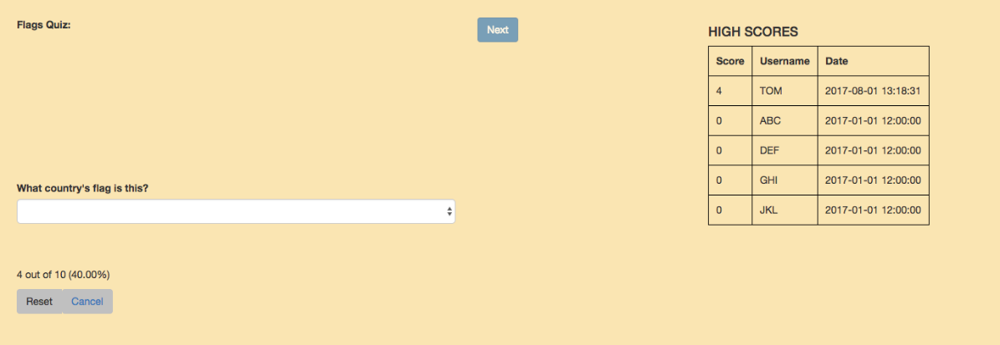 Flags Quiz:
Next
What country's flag is this?
4 out of 10 (40.00%)
Reset Cancel
HIGH SCORES
Score Username Date
4 TOM 2017-08-01 13:18:31
0 ABC 2017-01-01 12:00:00
0 DEF 2017-01-01 12:00:00
0 GHI 2017-01-01 12:00:00
0 JKL 2017-01-01 12:00:00